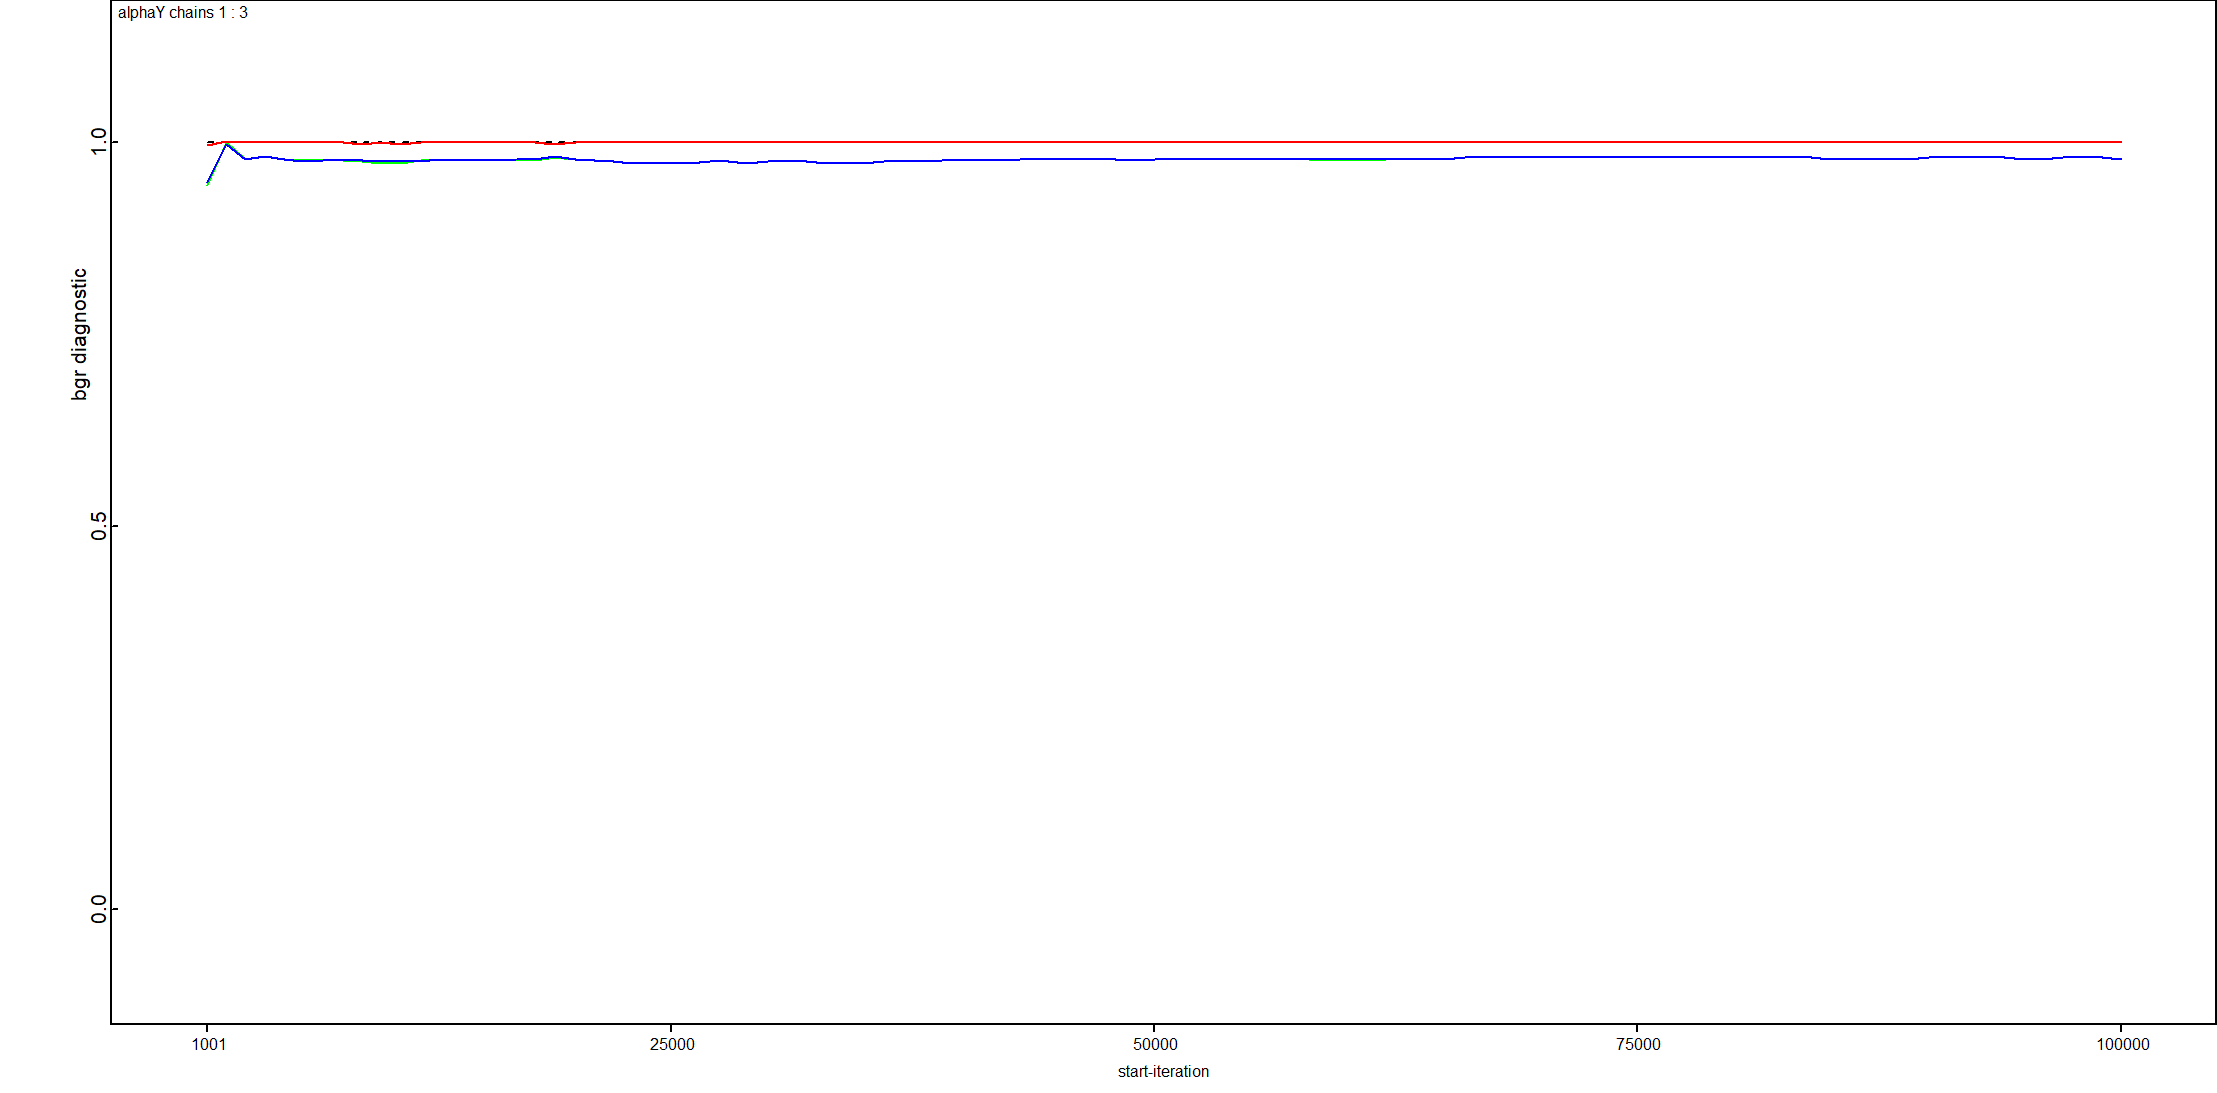 alphaY chains 1 : 3
bgr diagnostic
1.0
0.5
0.0
1001 25000 50000 75000 100000
start-iteration